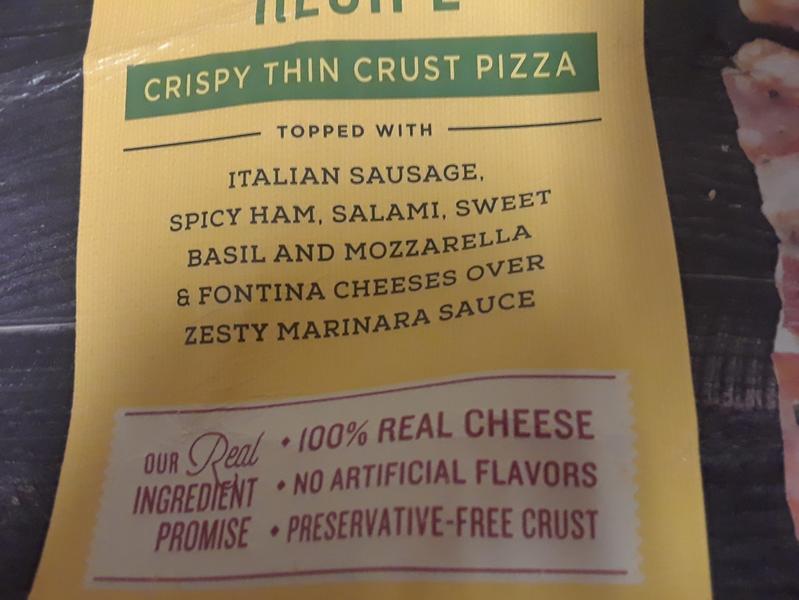 RECIPE
CRISPY THIN CRUST PIZZA
TOPPED WITH
ITALIAN SAUSAGE,
SPICY HAM, SALAMI, SWEET
BASIL AND MOZZARELLA
& FONTINA CHEESES OVER
ZESTY MARINARA SAUCE
OUR Real
INGREDIENT
PROMISE
• 100% REAL CHEESE
• NO ARTIFICIAL FLAVORS
• PRESERVATIVE-FREE CRUST